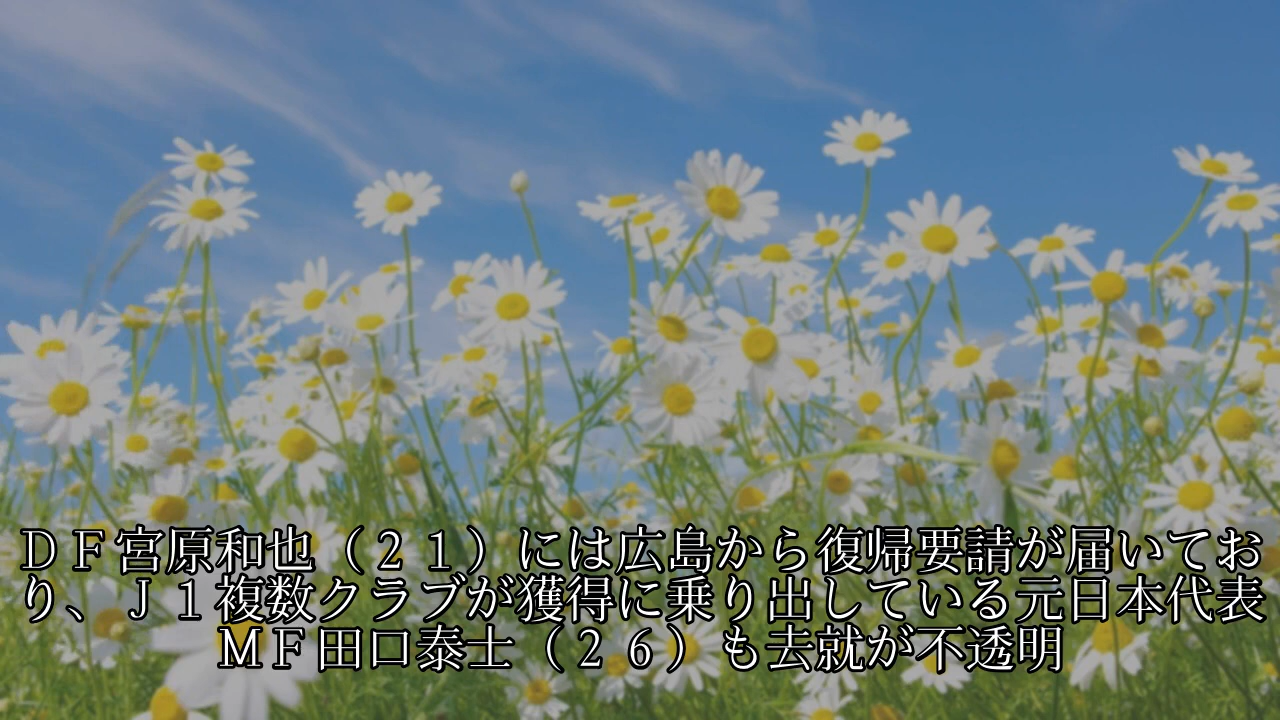 ＤＦ宮原和也（２１）には広島から復帰要請が届いてお
り、Ｊ１複数クラブが獲得に乗り出している元日本代表
ＭＦ田口泰士（２６）も去就が不透明